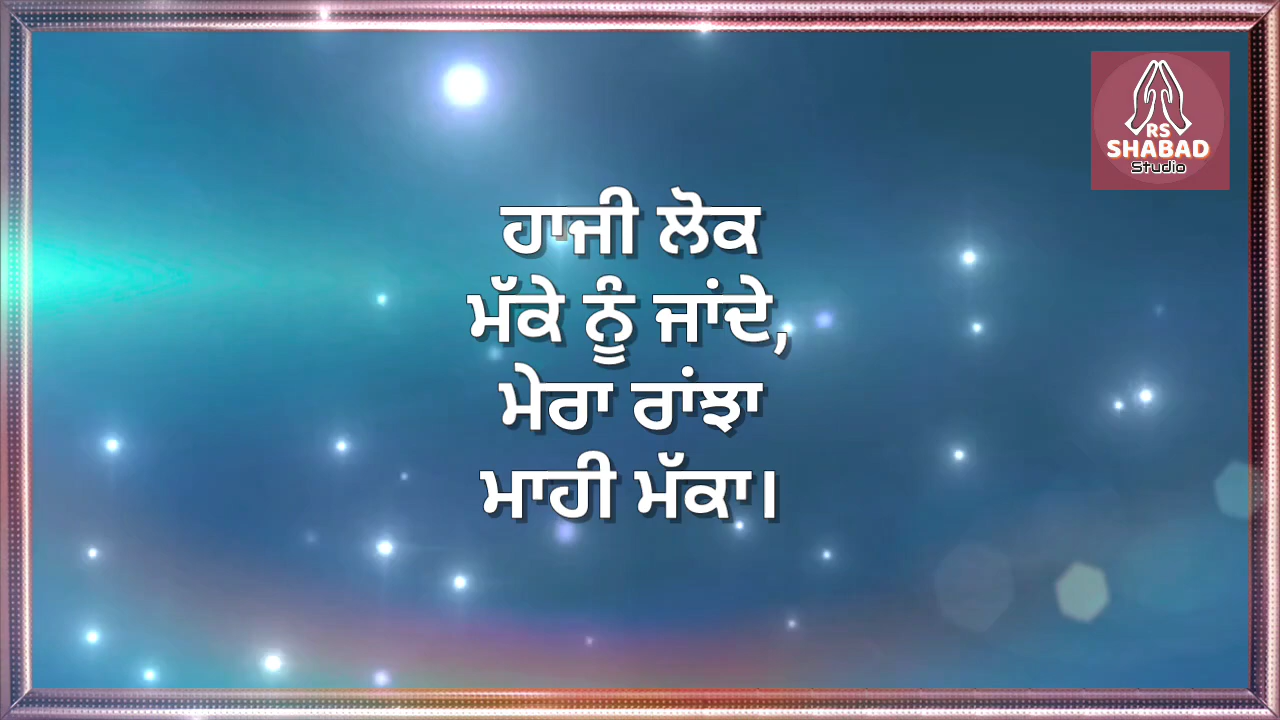 RS
SHABAD
Studio
ਹਾਜੀ ਲੋਕ
ਮੱਕੇ ਨੂੰ ਜਾਂਦੇ,
ਮੇਰਾ ਰਾਂਝਾ
ਮਾਹੀ ਮੱਕਾ।